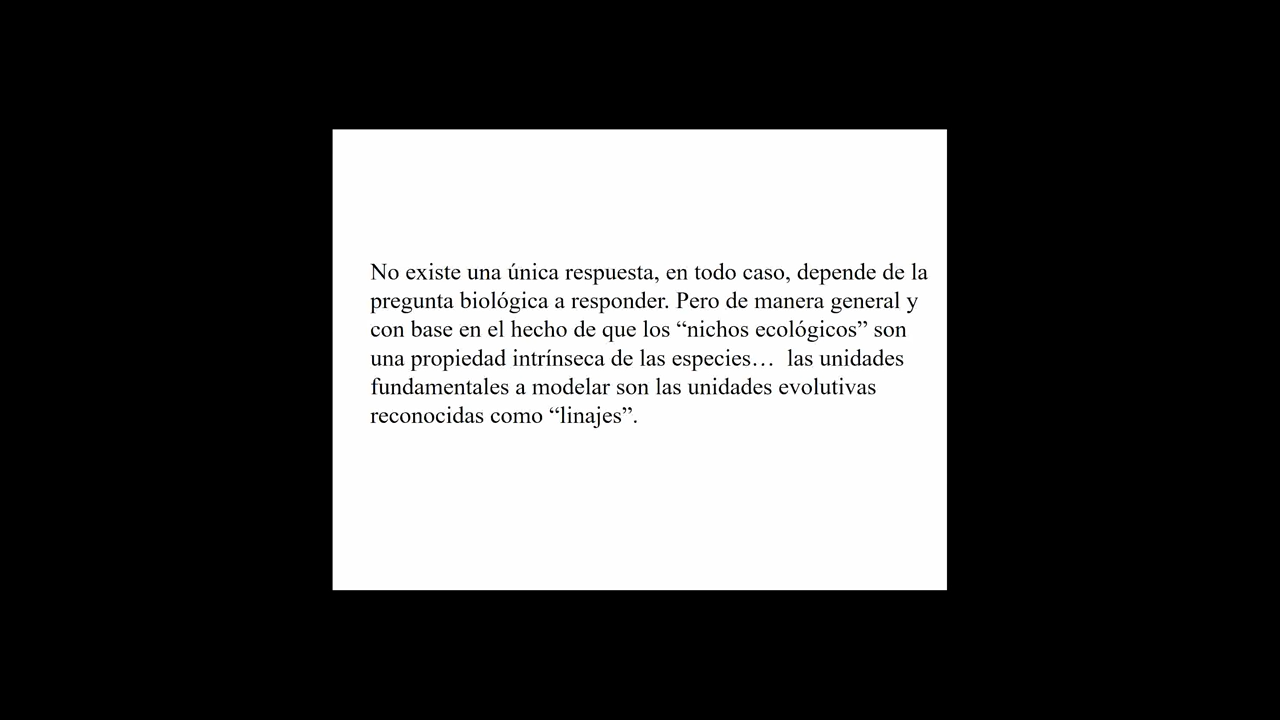 No existe una única respuesta, en todo caso, depende de la
pregunta biológica a responder. Pero de manera general y
con base en el hecho de que los “nichos ecológicos” son
una propiedad intrínseca de las especies…  las unidades
fundamentales a modelar son las unidades evolutivas
reconocidas como “linajes”.